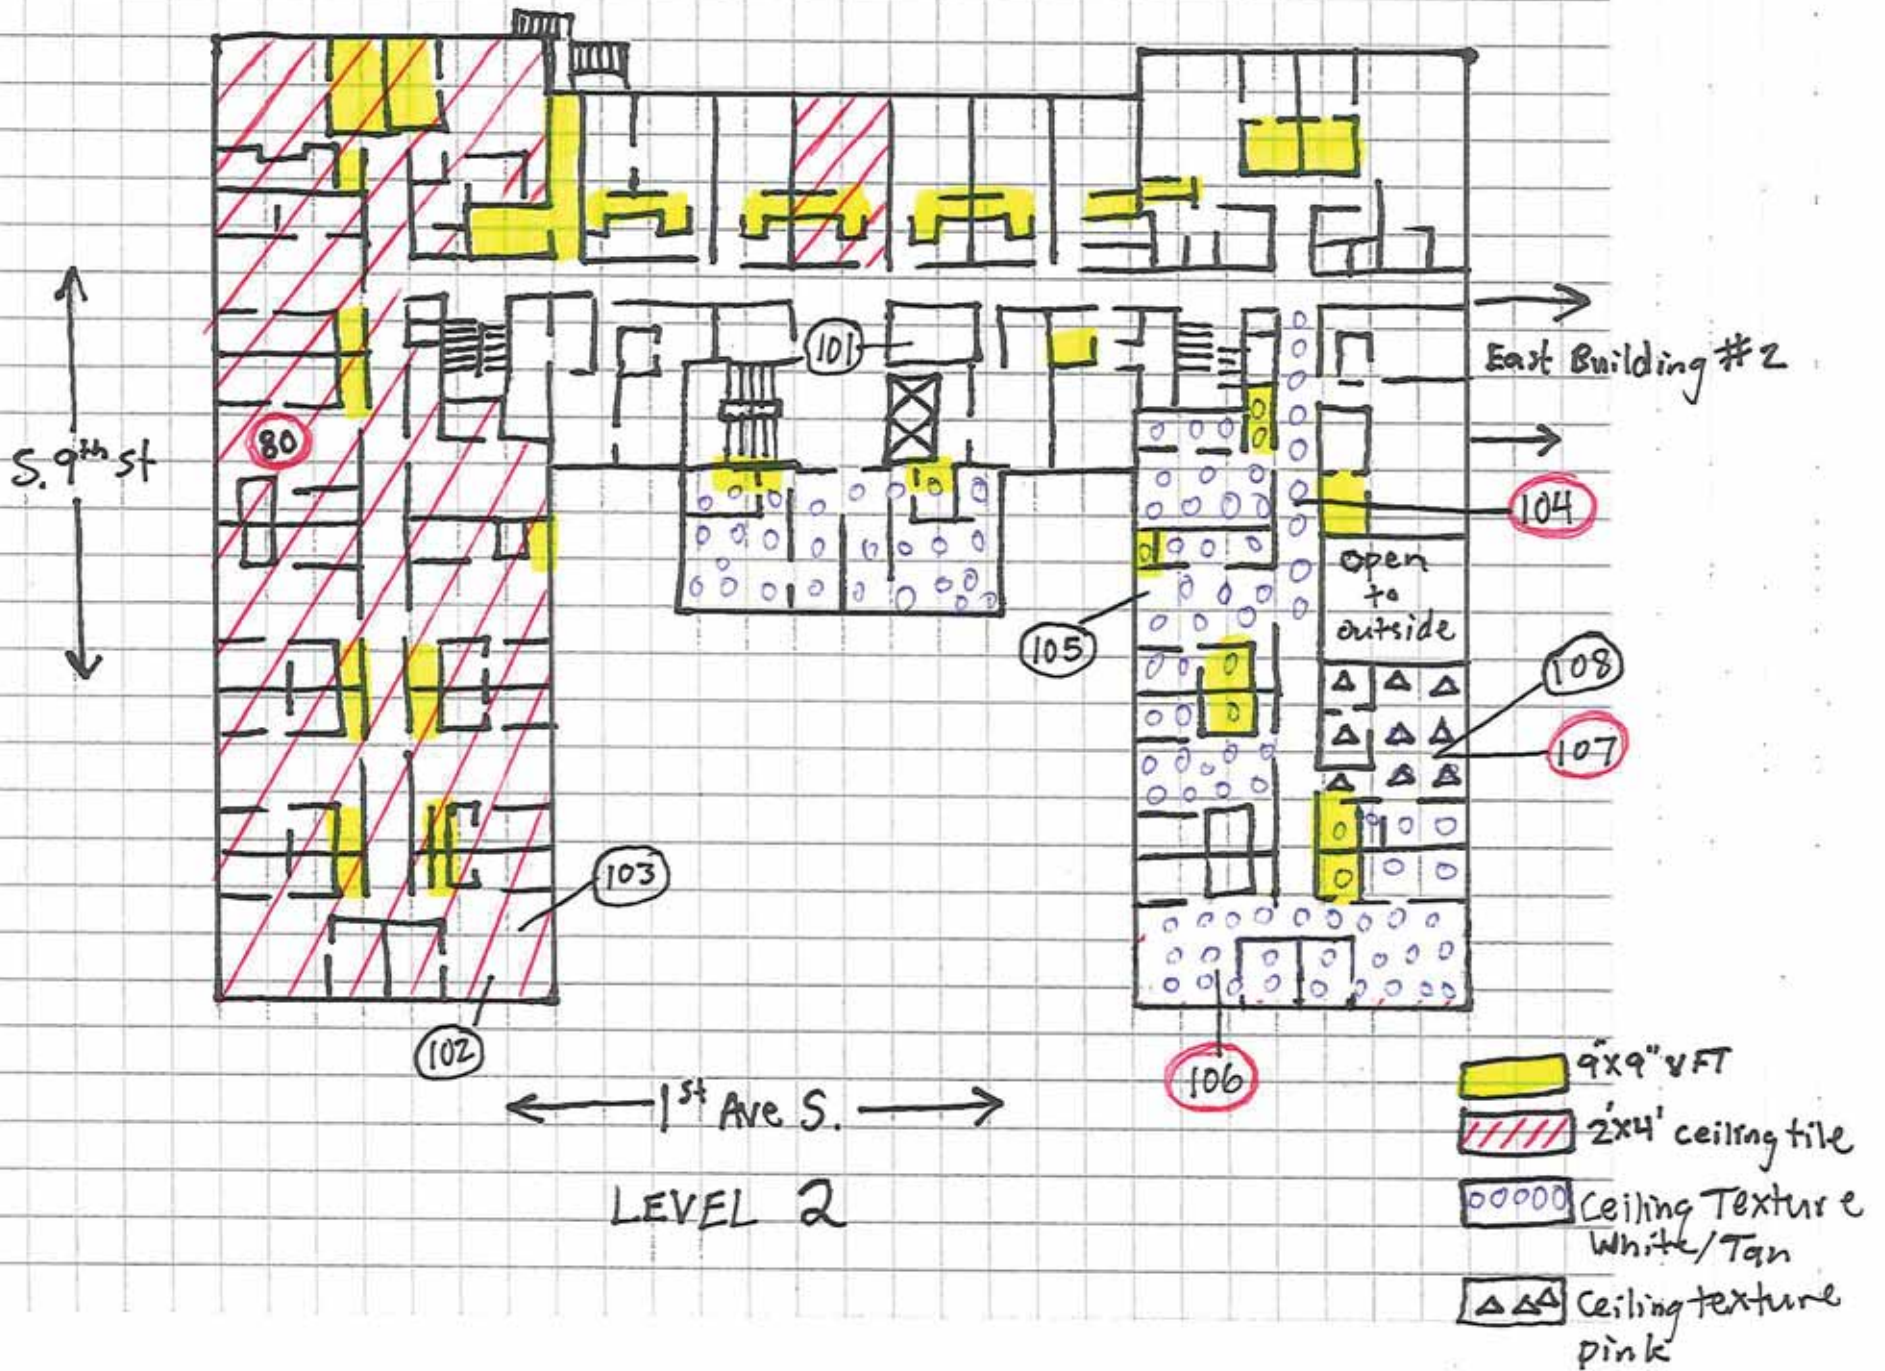 101
East Building #2
80
S. 9th St
104
open
to
outside
105
108
107
103
102
106
1st Ave S.
LEVEL 2
9"x9" VFT
2'x4' ceiling tile
Ceiling Texture
White/Tan
Ceiling texture
pink